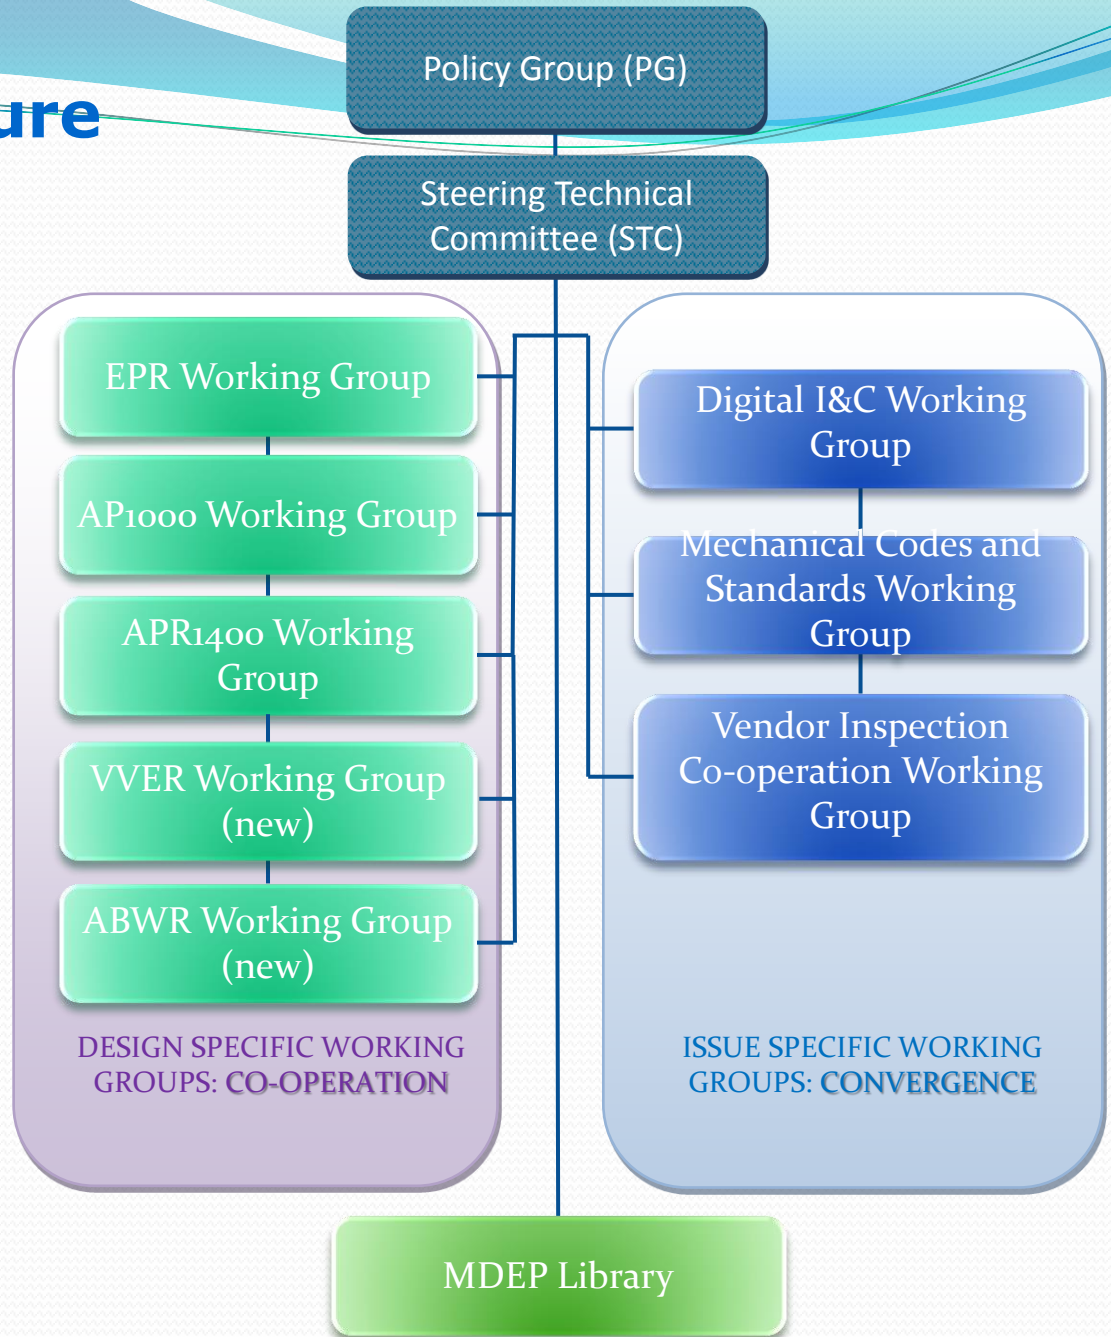 ure
Policy Group (PG)
Steering Technical
Committee (STC)
EPR Working Group
AP1000 Working Group
APR1400 Working
Group
VVER Working Group
(new)
ABWR Working Group
(new)
DESIGN SPECIFIC WORKING
GROUPS: CO-OPERATION
Digital I&C Working
Group
Mechanical Codes and
Standards Working
Group
Vendor Inspection
Co-operation Working
Group
ISSUE SPECIFIC WORKING
GROUPS: CONVERGENCE
MDEP Library